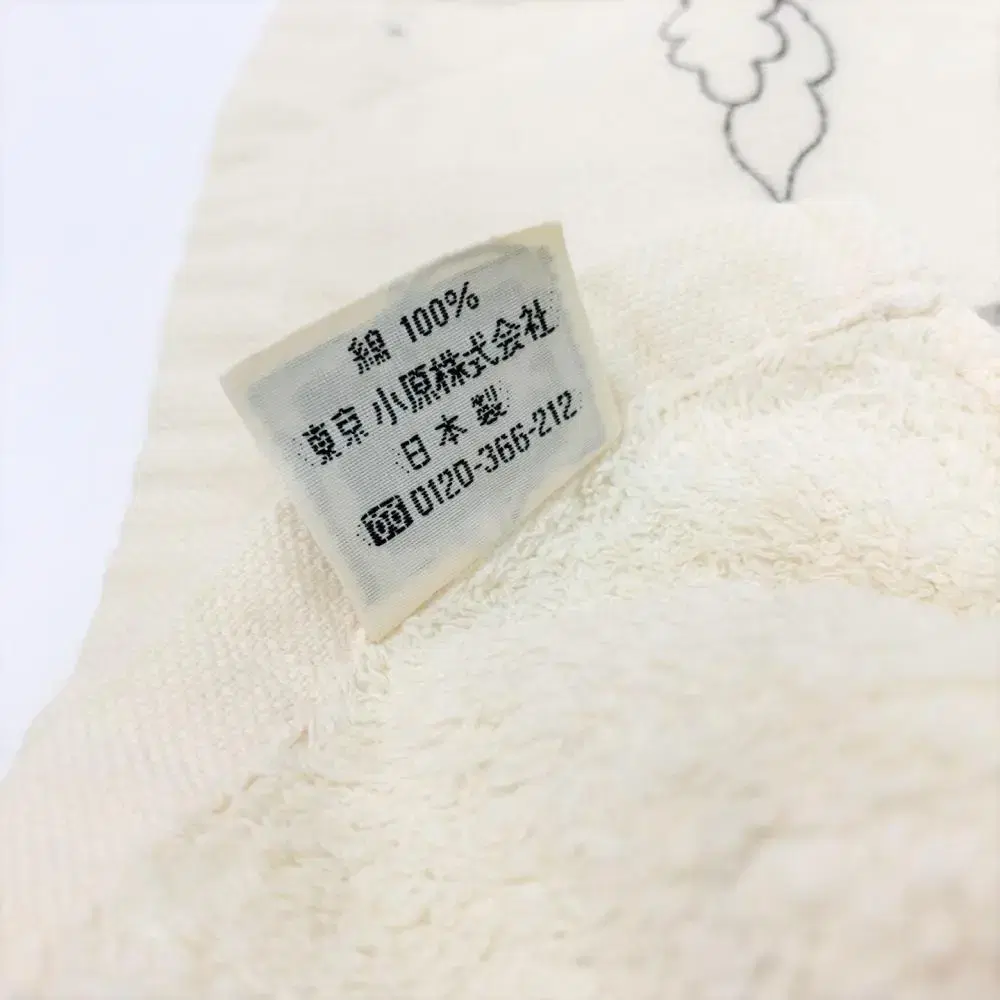 綿 100%
東京 小原株式会社
日本製
0120-366-212